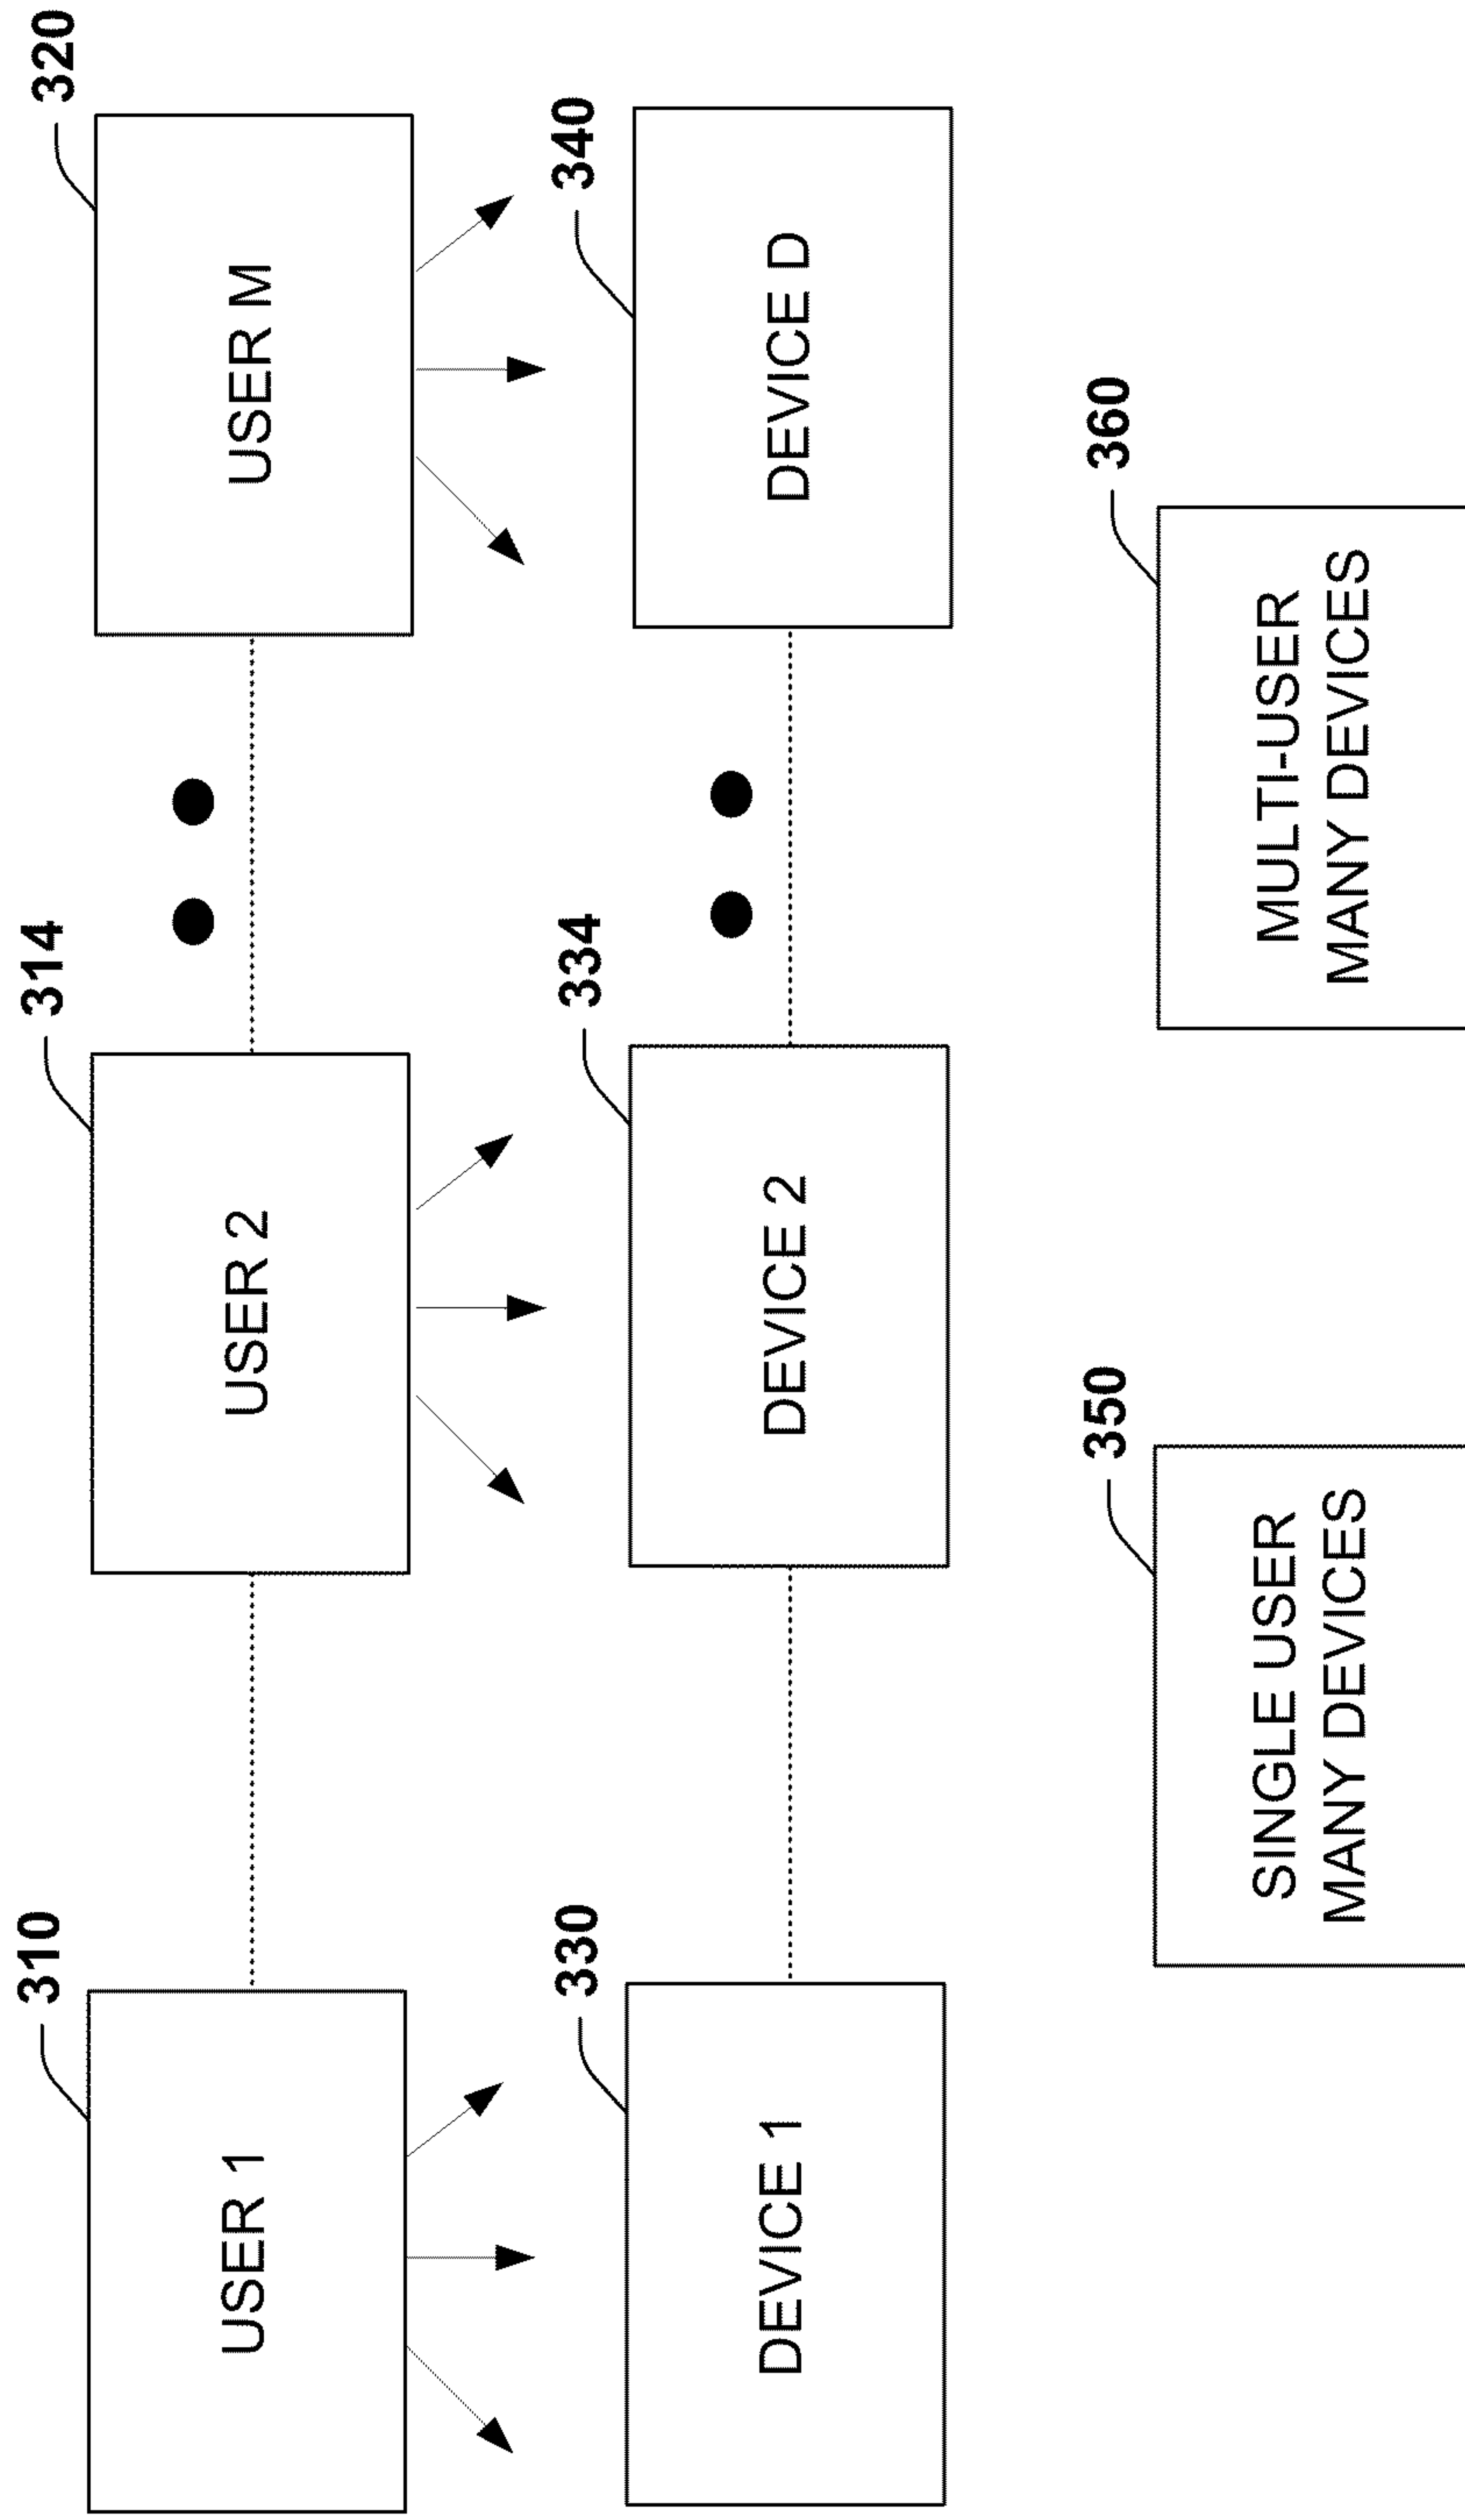 310
314
320
USER 1
USER 2
USER M
330
334
340
DEVICE 1
DEVICE 2
DEVICE D
350
360
SINGLE USER
MANY DEVICES
MULTI-USER
MANY DEVICES